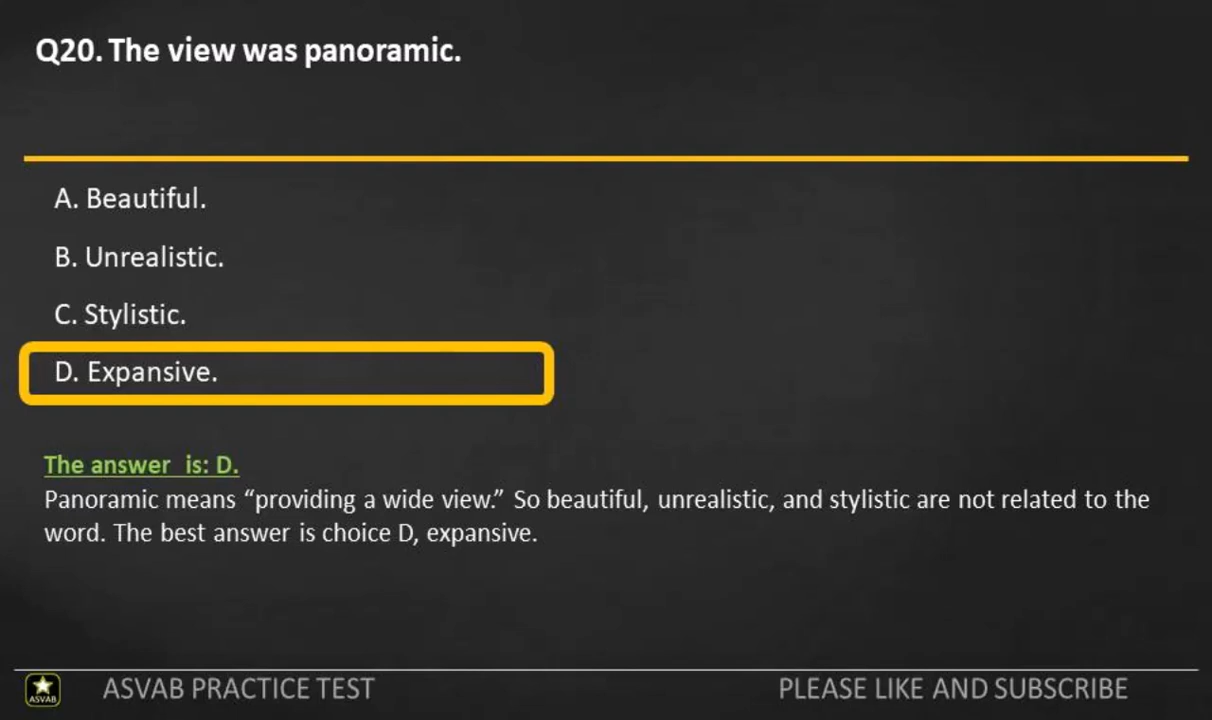 Q20. The view was panoramic.
A. Beautiful.
B. Unrealistic.
C. Stylistic.
D. Expansive.
The answer is: D.
Panoramic means “providing a wide view.” So beautiful, unrealistic, and stylistic are not related to the
word. The best answer is choice D, expansive.
ASVAB
ASVAB PRACTICE TEST
PLEASE LIKE AND SUBSCRIBE